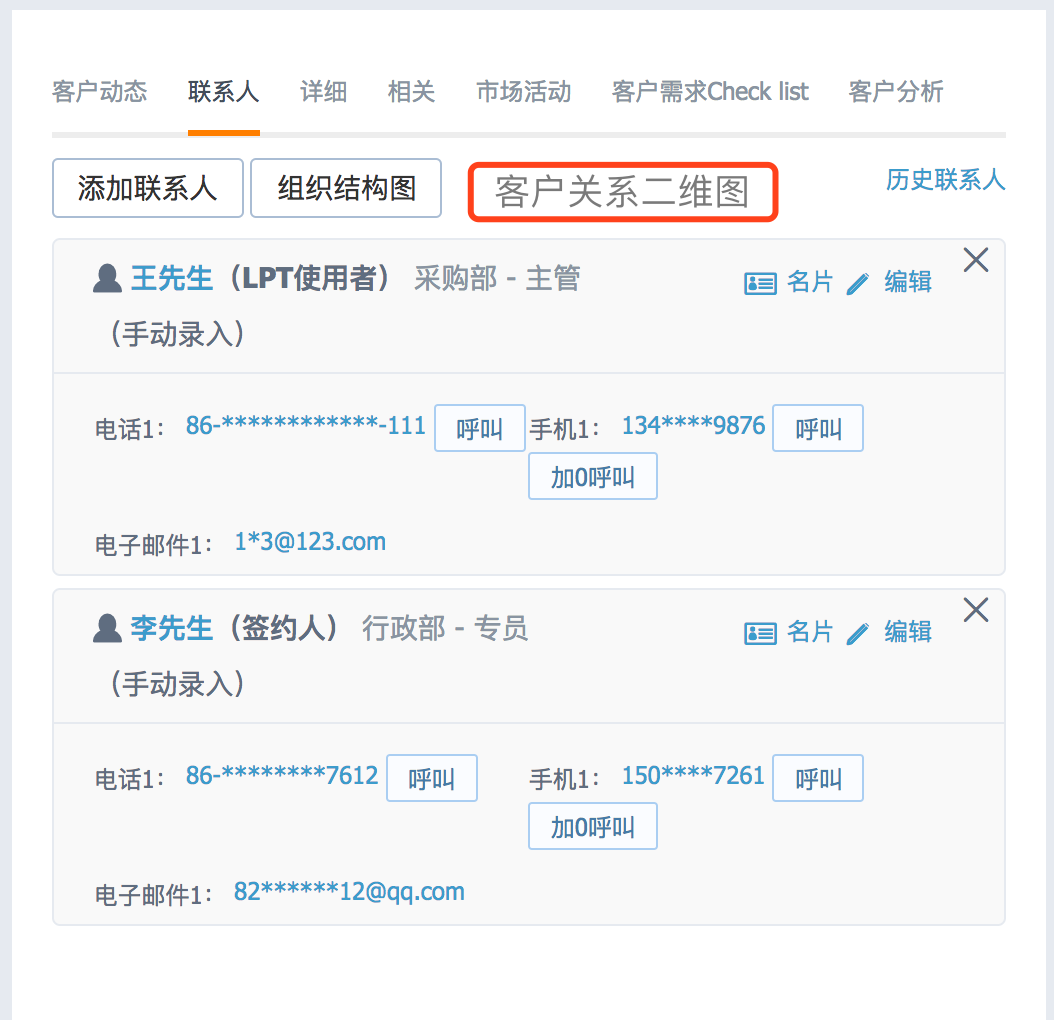 客户动态 联系人 详细 相关 市场活动 客户需求Check list 客户分析
添加联系人 组织结构图 客户关系二维图 历史联系人
王先生（LPT使用者） 采购部 - 主管 名片 编辑
（手动录入）
电话1： 86-************-111 呼叫 手机1： 134****9876 呼叫
加0呼叫
电子邮件1： 1*3@123.com
李先生（签约人） 行政部 - 专员 名片 编辑
（手动录入）
电话1： 86-********7612 呼叫 手机1： 150****7261 呼叫
加0呼叫
电子邮件1： 82******12@qq.com